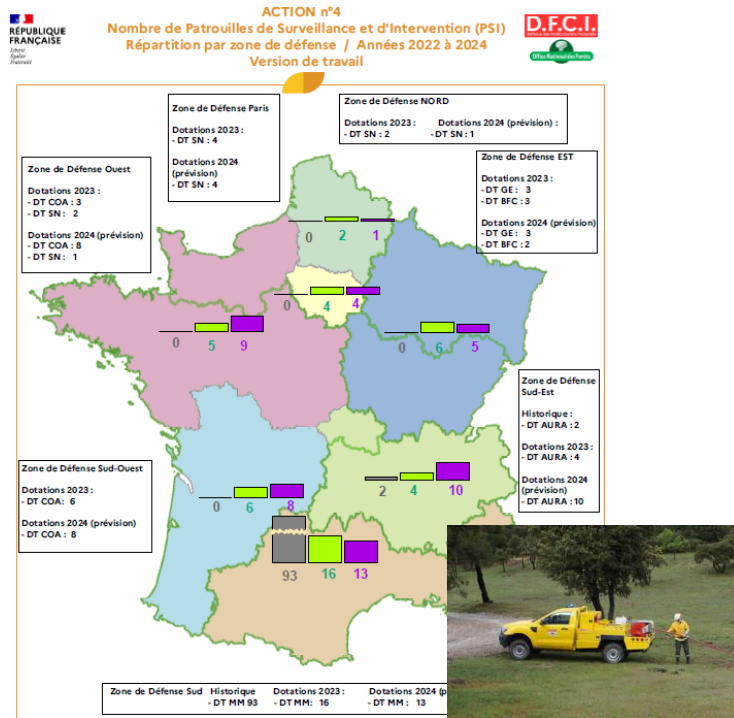 RÉPUBLIQUE
FRANÇAISE
Liberté
Égalité
Fraternité
ACTION n°4
Nombre de Patrouilles de Surveillance et d'Intervention (PSI)
Répartition par zone de défense / Années 2022 à 2024
Version de travail
D.F.C.I.
Office National des Forêts
Zone de Défense Paris
Dotations 2023 :
- DT SN : 4
Dotations 2024
(prévision)
- DT SN : 4
Zone de Défense NORD
Dotations 2023 : Dotations 2024 (prévision) :
- DT SN : 2 - DT SN : 1
Zone de Défense Ouest
Dotations 2023 :
- DT COA : 3
- DT SN : 2
Dotations 2024 (prévision)
- DT COA : 8
- DT SN : 1
Zone de Défense EST
Dotations 2023 :
- DT GE : 3
- DT BFC : 3
Dotations 2024 (prévision)
- DT GE : 3
- DT BFC : 2
0 2 1
0 4 4
0 5 9
0 6 5
Zone de Défense
Sud-Est
Historique :
- DT AURA : 2
Dotations 2023 :
- DT AURA : 4
Dotations 2024
(prévision)
- DT AURA : 10
Zone de Défense Sud-Out
Dotations 2023 :
- DT COA: 6
Dotations 2024 (prévision)
- DT COA : 8
2 4 10
0 6 8
93 16 13
Zone de Défense Sud Historique Dotations 2023 : Dotations 2024 (p
- DT MM 93 - DT MM: 16 - DT MM : 13